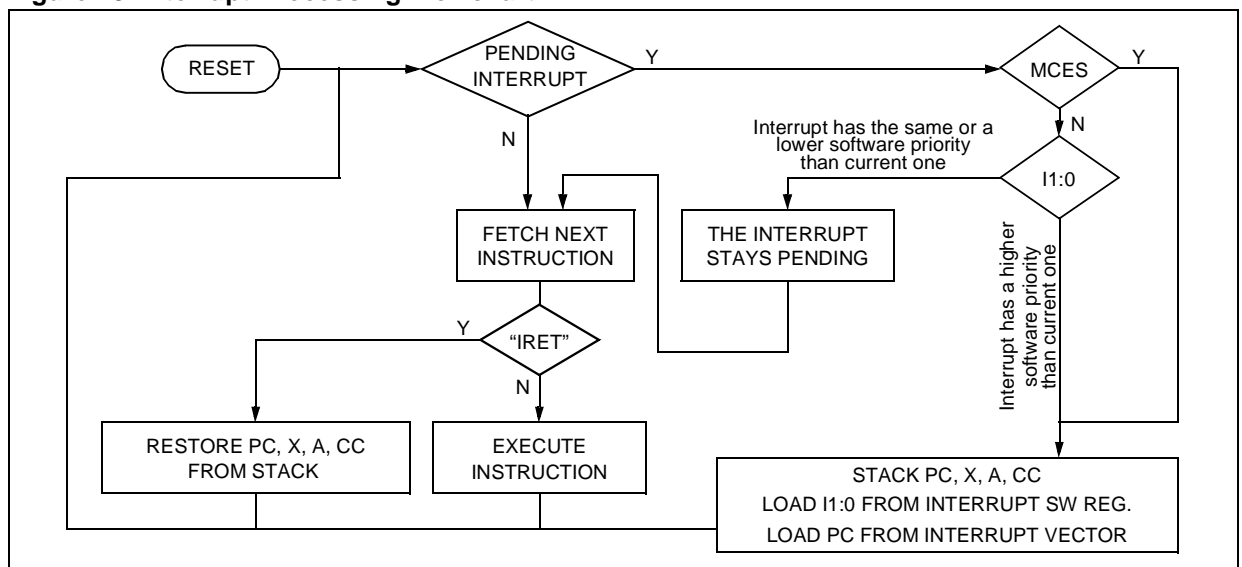 RESET
PENDING
INTERRUPT
Y
MCES
Y
N
N
Interrupt has the same or a
lower software priority
than current one
I1:0
FETCH NEXT
INSTRUCTION
THE INTERRUPT
STAYS PENDING
Interrupt has a higher
software priority
than current one
Y
“IRET”
N
RESTORE PC, X, A, CC
FROM STACK
EXECUTE
INSTRUCTION
STACK PC, X, A, CC
LOAD I1:0 FROM INTERRUPT SW REG.
LOAD PC FROM INTERRUPT VECTOR